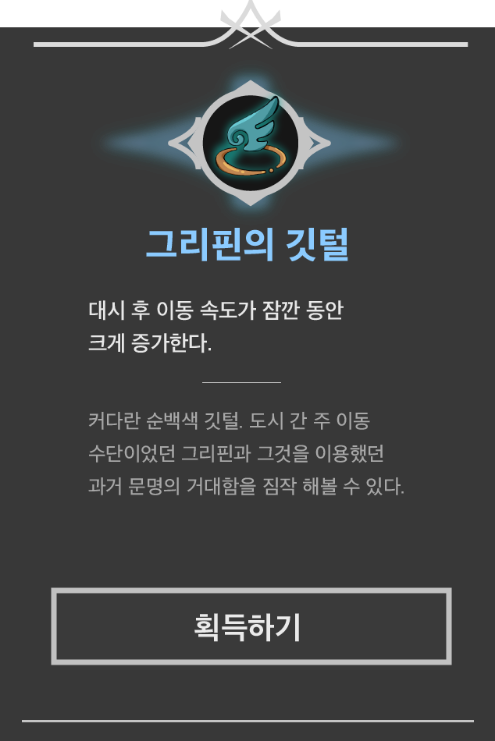 그리핀의 깃털
대시 후 이동 속도가 잠깐 동안
크게 증가한다.
커다란 순백색 깃털. 도시 간 주 이동
수단이었던 그리핀과 그것을 이용했던
과거 문명의 거대함을 짐작 해볼 수 있다.
획득하기